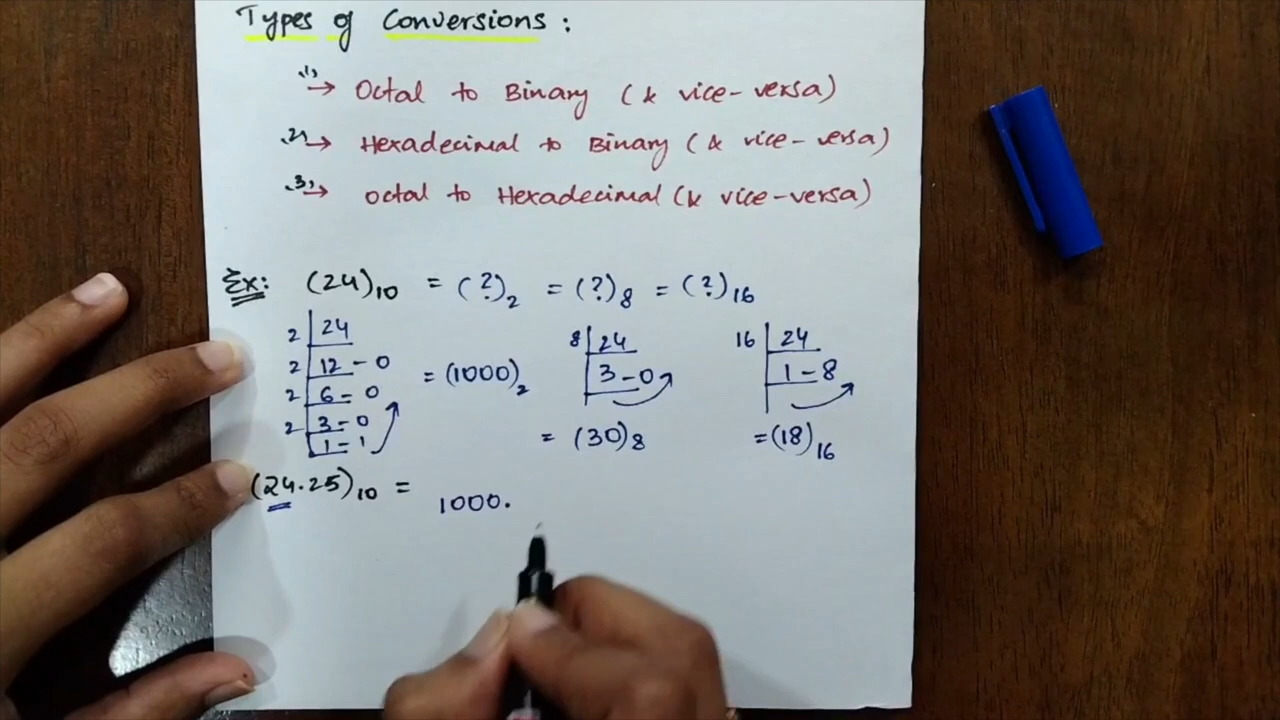 Types of Conversions :
1) → Octal to Binary (& vice-versa)
2) → Hexadecimal to Binary (& vice-versa)
3) → octal to Hexadecimal (& vice-versa)
Ex: (24)10 = (?)2 = (?)8 = (?)16
2 24 8 24 16 24
2 12 - 0 = (1000)2 3 - 0 1 - 8
2 6 - 0
2 3 - 0 = (30)8 = (18)16
1 - 1
(24.25)10 = 1000.